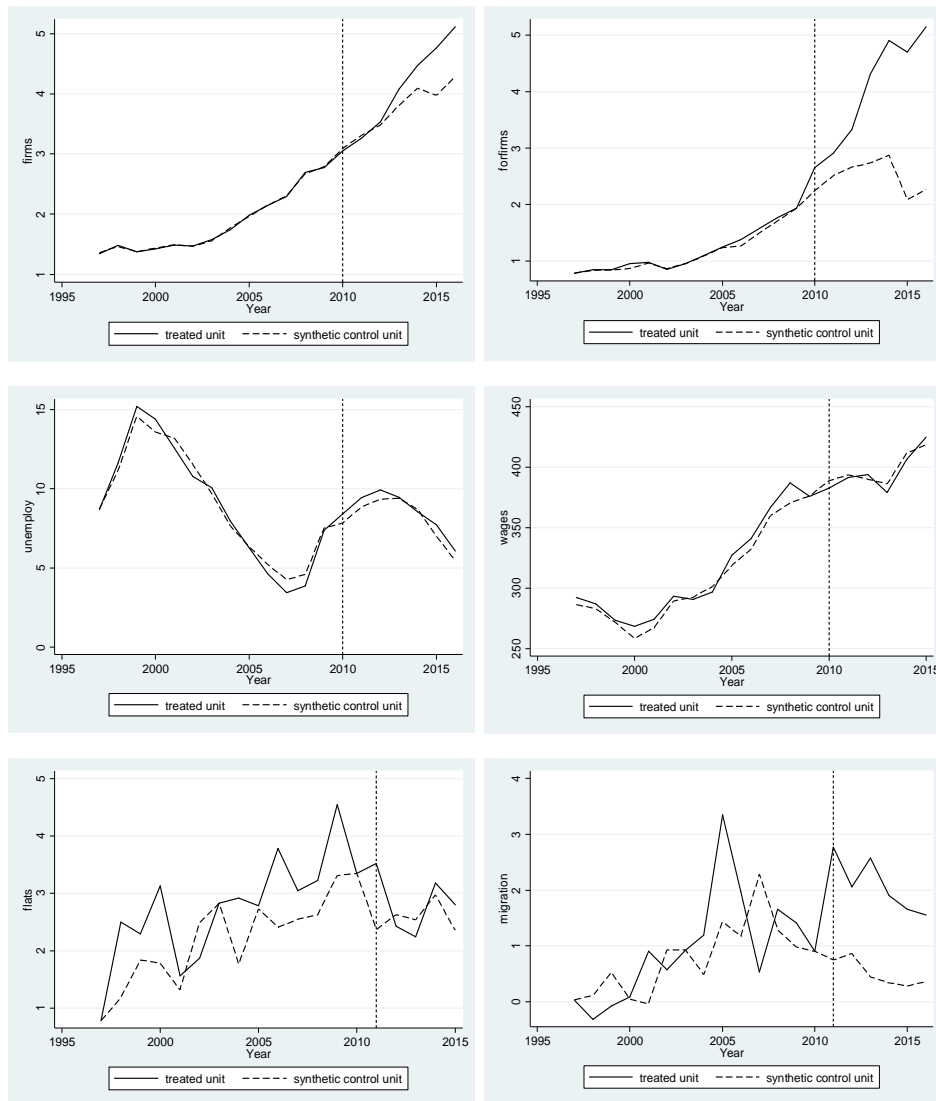 5
4
3
2
1
firms
1995 2000 2005 2010 2015
Year
treated unit synthetic control unit
5
4
3
2
1
forfirms
1995 2000 2005 2010 2015
Year
treated unit synthetic control unit
15
10
5
0
unemploy
1995 2000 2005 2010 2015
Year
treated unit synthetic control unit
450
400
350
300
250
wages
1995 2000 2005 2010 2015
Year
treated unit synthetic control unit
5
4
3
2
1
flats
1995 2000 2005 2010 2015
Year
treated unit synthetic control unit
4
3
2
1
0
migration
1995 2000 2005 2010 2015
Year
treated unit synthetic control unit